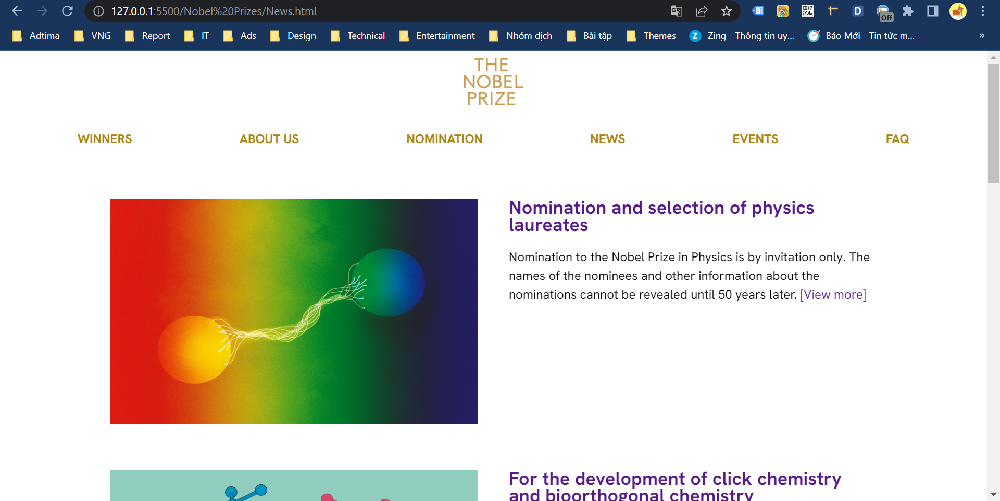 127.0.0.1:5500/Nobel%20Prizes/News.html
Off
Adtima VNG Report IT Ads Design Technical Entertainment Nhóm dịch Bài tập Themes Zing - Thông tin uy... Báo Mới - Tin tức m... »
THE
NOBEL
PRIZE
WINNERS ABOUT US NOMINATION NEWS EVENTS FAQ
Nomination and selection of physics
laureates
Nomination to the Nobel Prize in Physics is by invitation only. The
names of the nominees and other information about the
nominations cannot be revealed until 50 years later. [View more]
For the development of click chemistry
and bioorthogonal chemistry